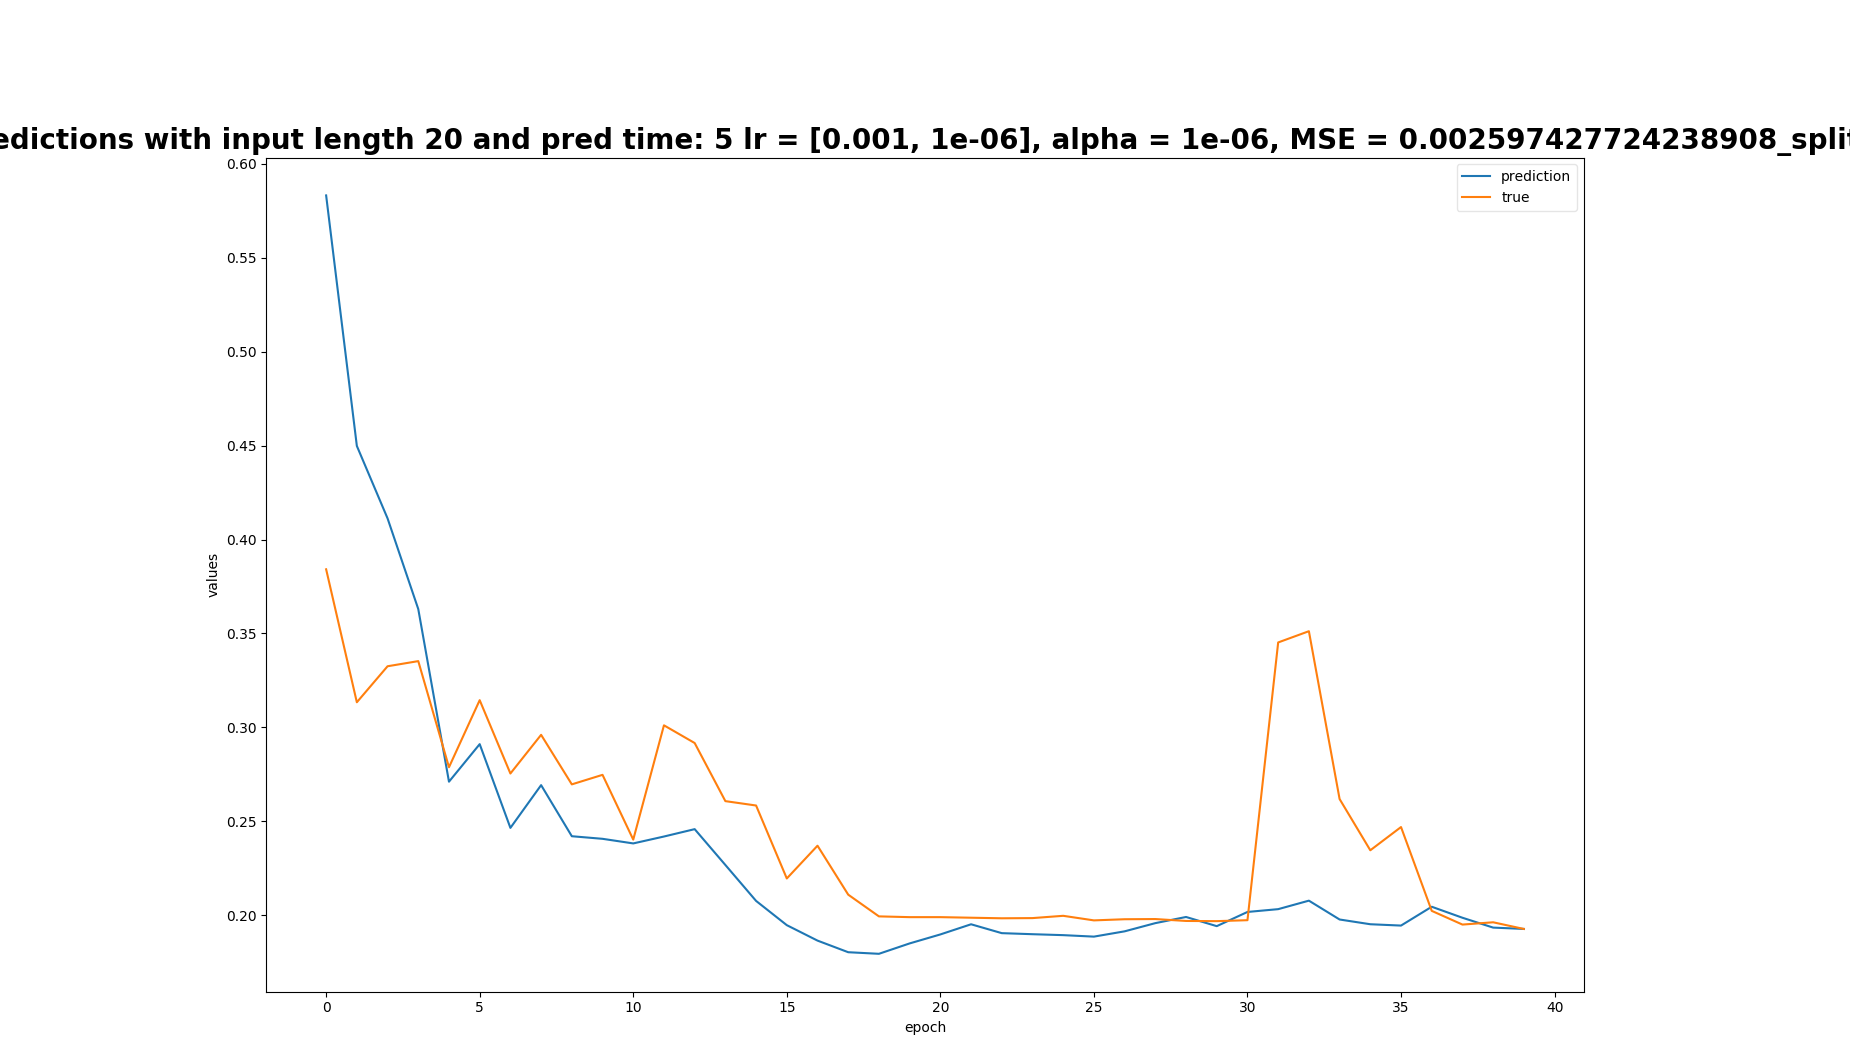 edictions with input length 20 and pred time: 5 lr = [0.001, 1e-06], alpha = 1e-06, MSE = 0.002597427724238908_split
prediction
true
0.60
0.55
0.50
0.45
0.40
0.35
0.30
0.25
0.20
values
0 5 10 15 20 25 30 35 40
epoch